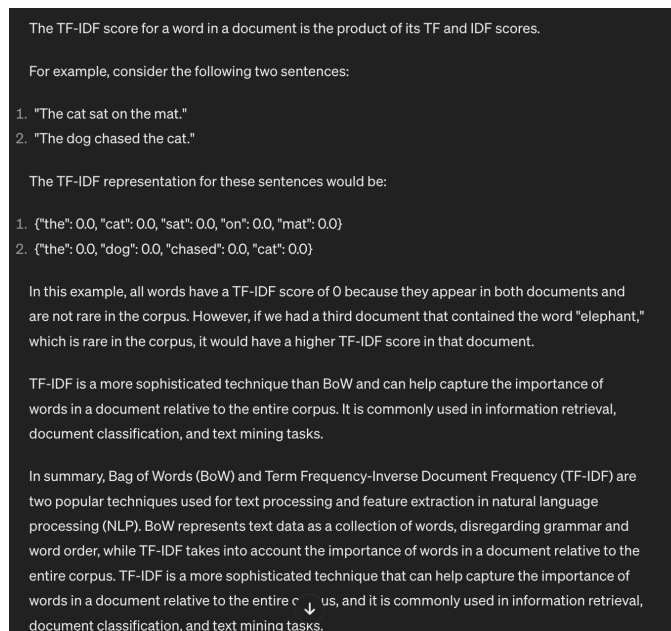 The TF-IDF score for a word in a document is the product of its TF and IDF scores.
For example, consider the following two sentences:
1. "The cat sat on the mat."
2. "The dog chased the cat."
The TF-IDF representation for these sentences would be:
1. {"the": 0.0, "cat": 0.0, "sat": 0.0, "on": 0.0, "mat": 0.0}
2. {"the": 0.0, "dog": 0.0, "chased": 0.0, "cat": 0.0}
In this example, all words have a TF-IDF score of 0 because they appear in both documents and
are not rare in the corpus. However, if we had a third document that contained the word "elephant,"
which is rare in the corpus, it would have a higher TF-IDF score in that document.
TF-IDF is a more sophisticated technique than BoW and can help capture the importance of
words in a document relative to the entire corpus. It is commonly used in information retrieval,
document classification, and text mining tasks.
In summary, Bag of Words (BoW) and Term Frequency-Inverse Document Frequency (TF-IDF) are
two popular techniques used for text processing and feature extraction in natural language
processing (NLP). BoW represents text data as a collection of words, disregarding grammar and
word order, while TF-IDF takes into account the importance of words in a document relative to the
entire corpus. TF-IDF is a more sophisticated technique that can help capture the importance of
words in a document relative to the entire c us, and it is commonly used in information retrieval,
document classification, and text mining tasks.